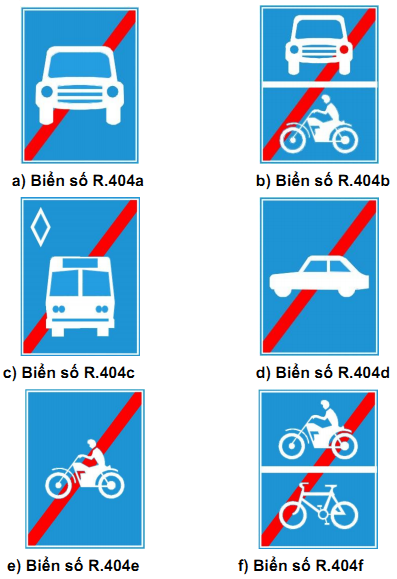 a) Biển số R.404a
b) Biển số R.404b
c) Biển số R.404c
d) Biển số R.404d
e) Biển số R.404e
f) Biển số R.404f